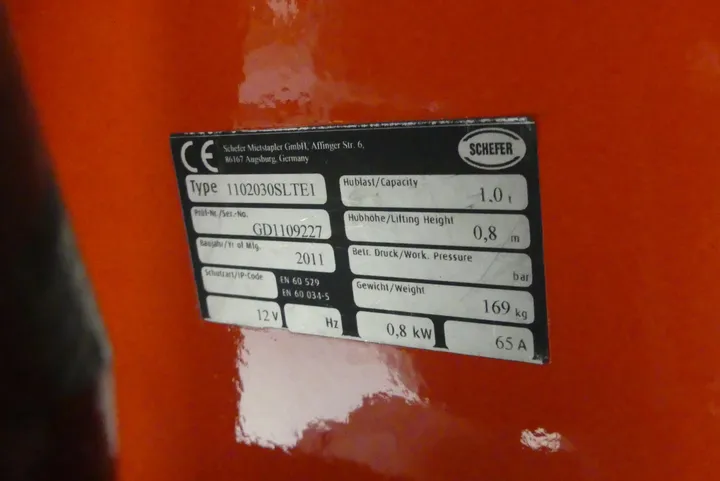 CE
Schefer Mietstapler GmbH, Affinger Str. 6,
86167 Augsburg, Germany
SCHEFER
Type 1102030SLTE1
Hublast/Capacity 1.0 t
Prod-Nr./Ser.-No. GD1109227
Hubhöhe/Lifting Height 0,8 m
Baujahr/Yr of Mfg. 2011
Betr. Druck/Work. Pressure bar
Schutzart/IP-Code EN 60 529
EN 60 034-5
Gewicht/Weight 169 kg
12 V Hz 0,8 kW 65 A